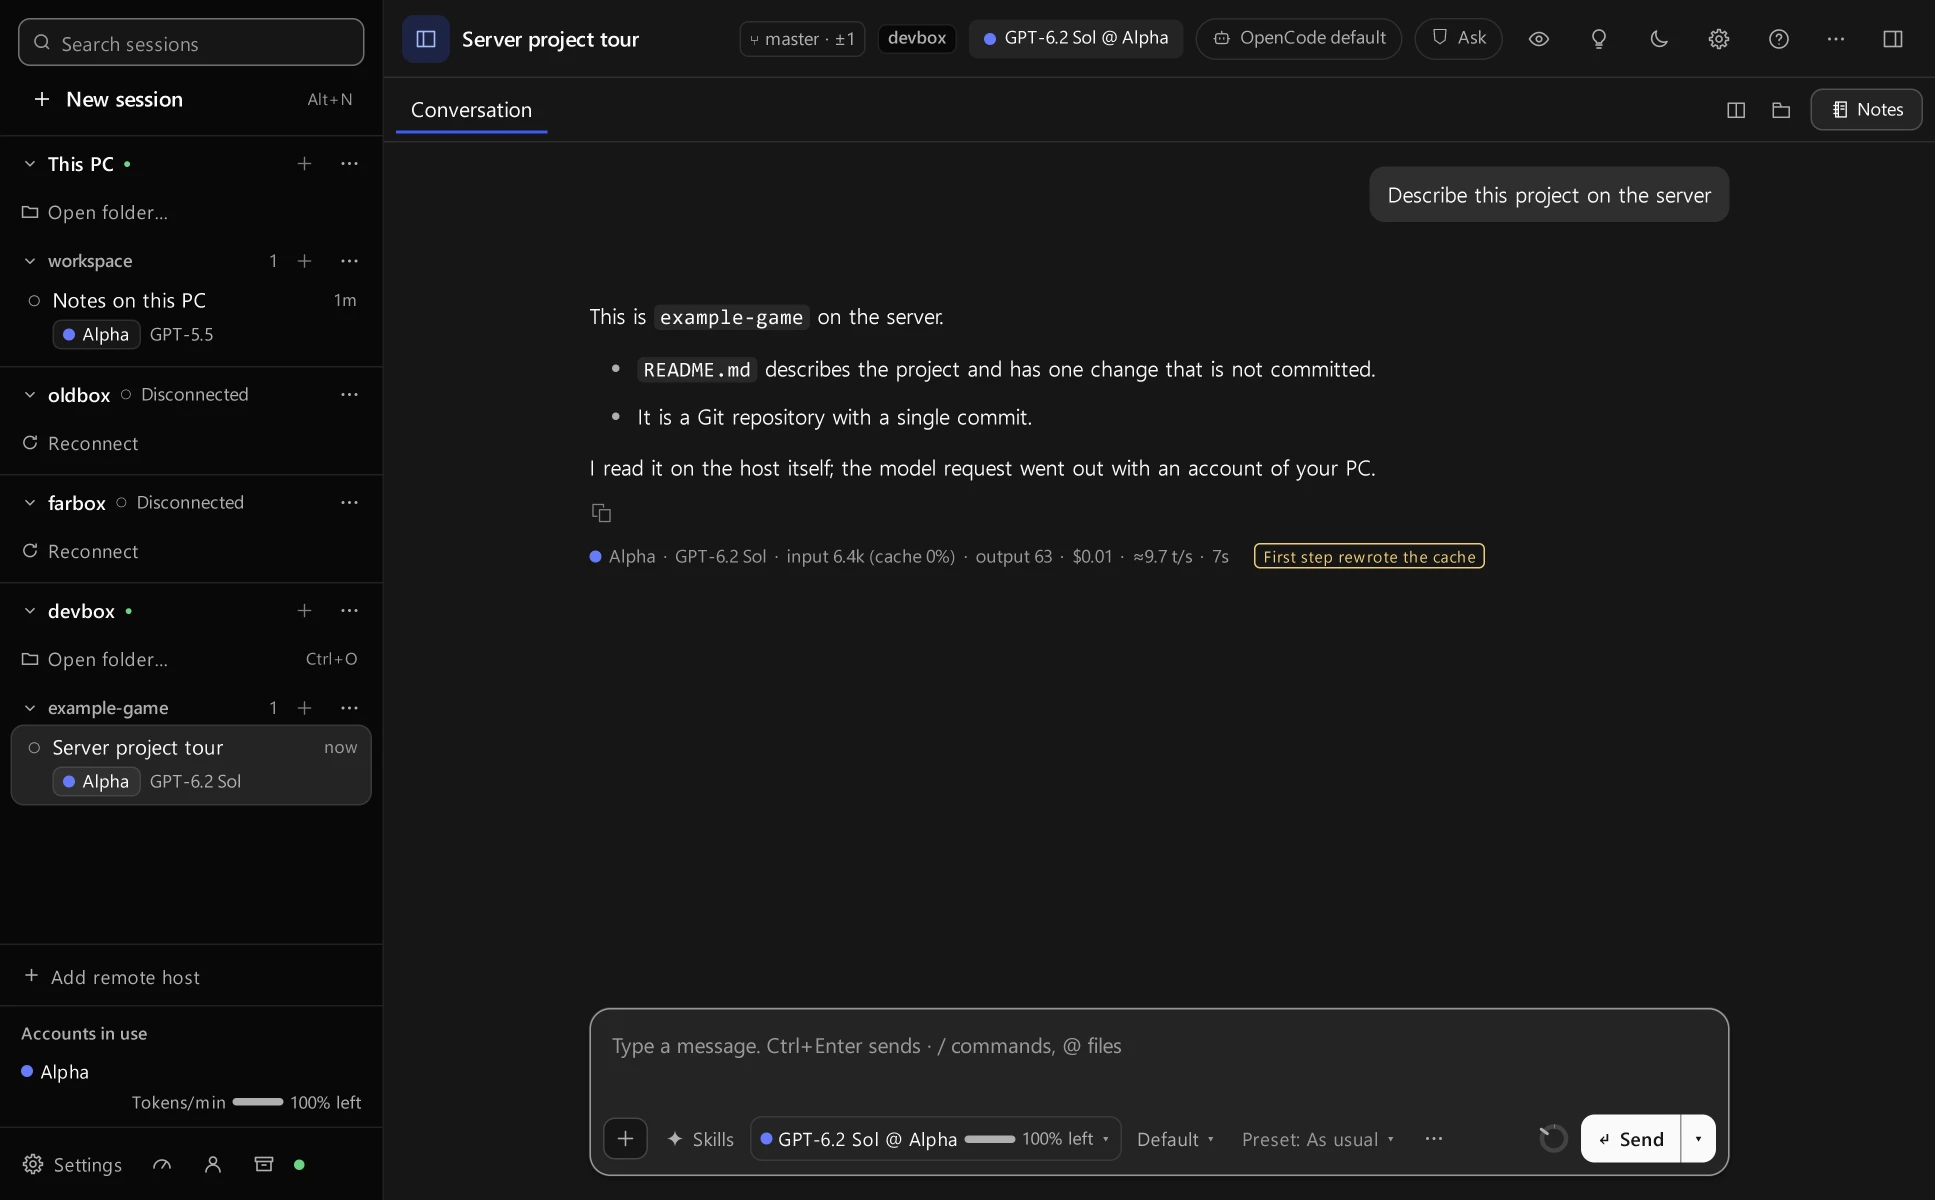 Search sessions
New session Alt+N
This PC
Open folder...
workspace 1
Notes on this PC 1m
Alpha GPT-5.5
oldbox Disconnected
Reconnect
farbox Disconnected
Reconnect
devbox
Open folder... Ctrl+O
example-game 1
Server project tour now
Alpha GPT-6.2 Sol
Add remote host
Accounts in use
Alpha
Tokens/min 100% left
Settings
Server project tour master · ±1 devbox GPT-6.2 Sol @ Alpha OpenCode default Ask
Conversation Notes
Describe this project on the server
This is example-game on the server.
• README.md describes the project and has one change that is not committed.
• It is a Git repository with a single commit.
I read it on the host itself; the model request went out with an account of your PC.
Alpha · GPT-6.2 Sol · input 6.4k (cache 0%) · output 63 · $0.01 · ≈9.7 t/s · 7s First step rewrote the cache
Type a message. Ctrl+Enter sends · / commands, @ files
Skills GPT-6.2 Sol @ Alpha 100% left Default Preset: As usual Send